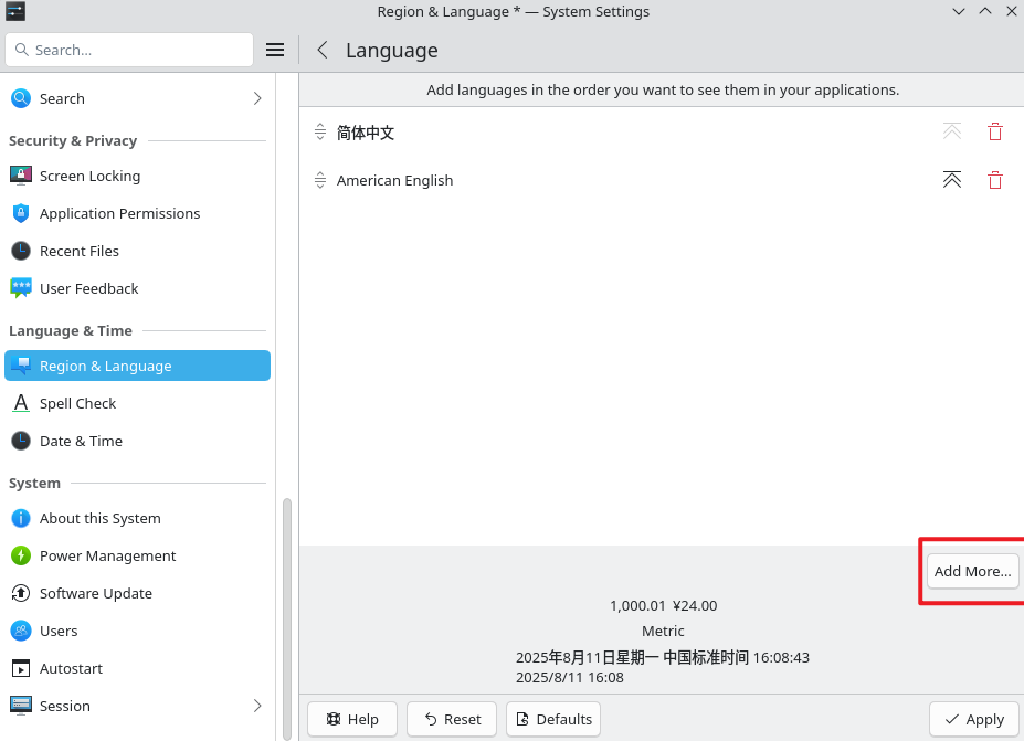 Region & Language * — System Settings
Search...
Language
Search
Security & Privacy
Screen Locking
Application Permissions
Recent Files
User Feedback
Language & Time
Region & Language
Spell Check
Date & Time
System
About this System
Power Management
Software Update
Users
Autostart
Session
Add languages in the order you want to see them in your applications.
简体中文
American English
Add More...
1,000.01 ¥24.00
Metric
2025年8月11日星期一 中国标准时间 16:08:43
2025/8/11 16:08
Help
Reset
Defaults
Apply